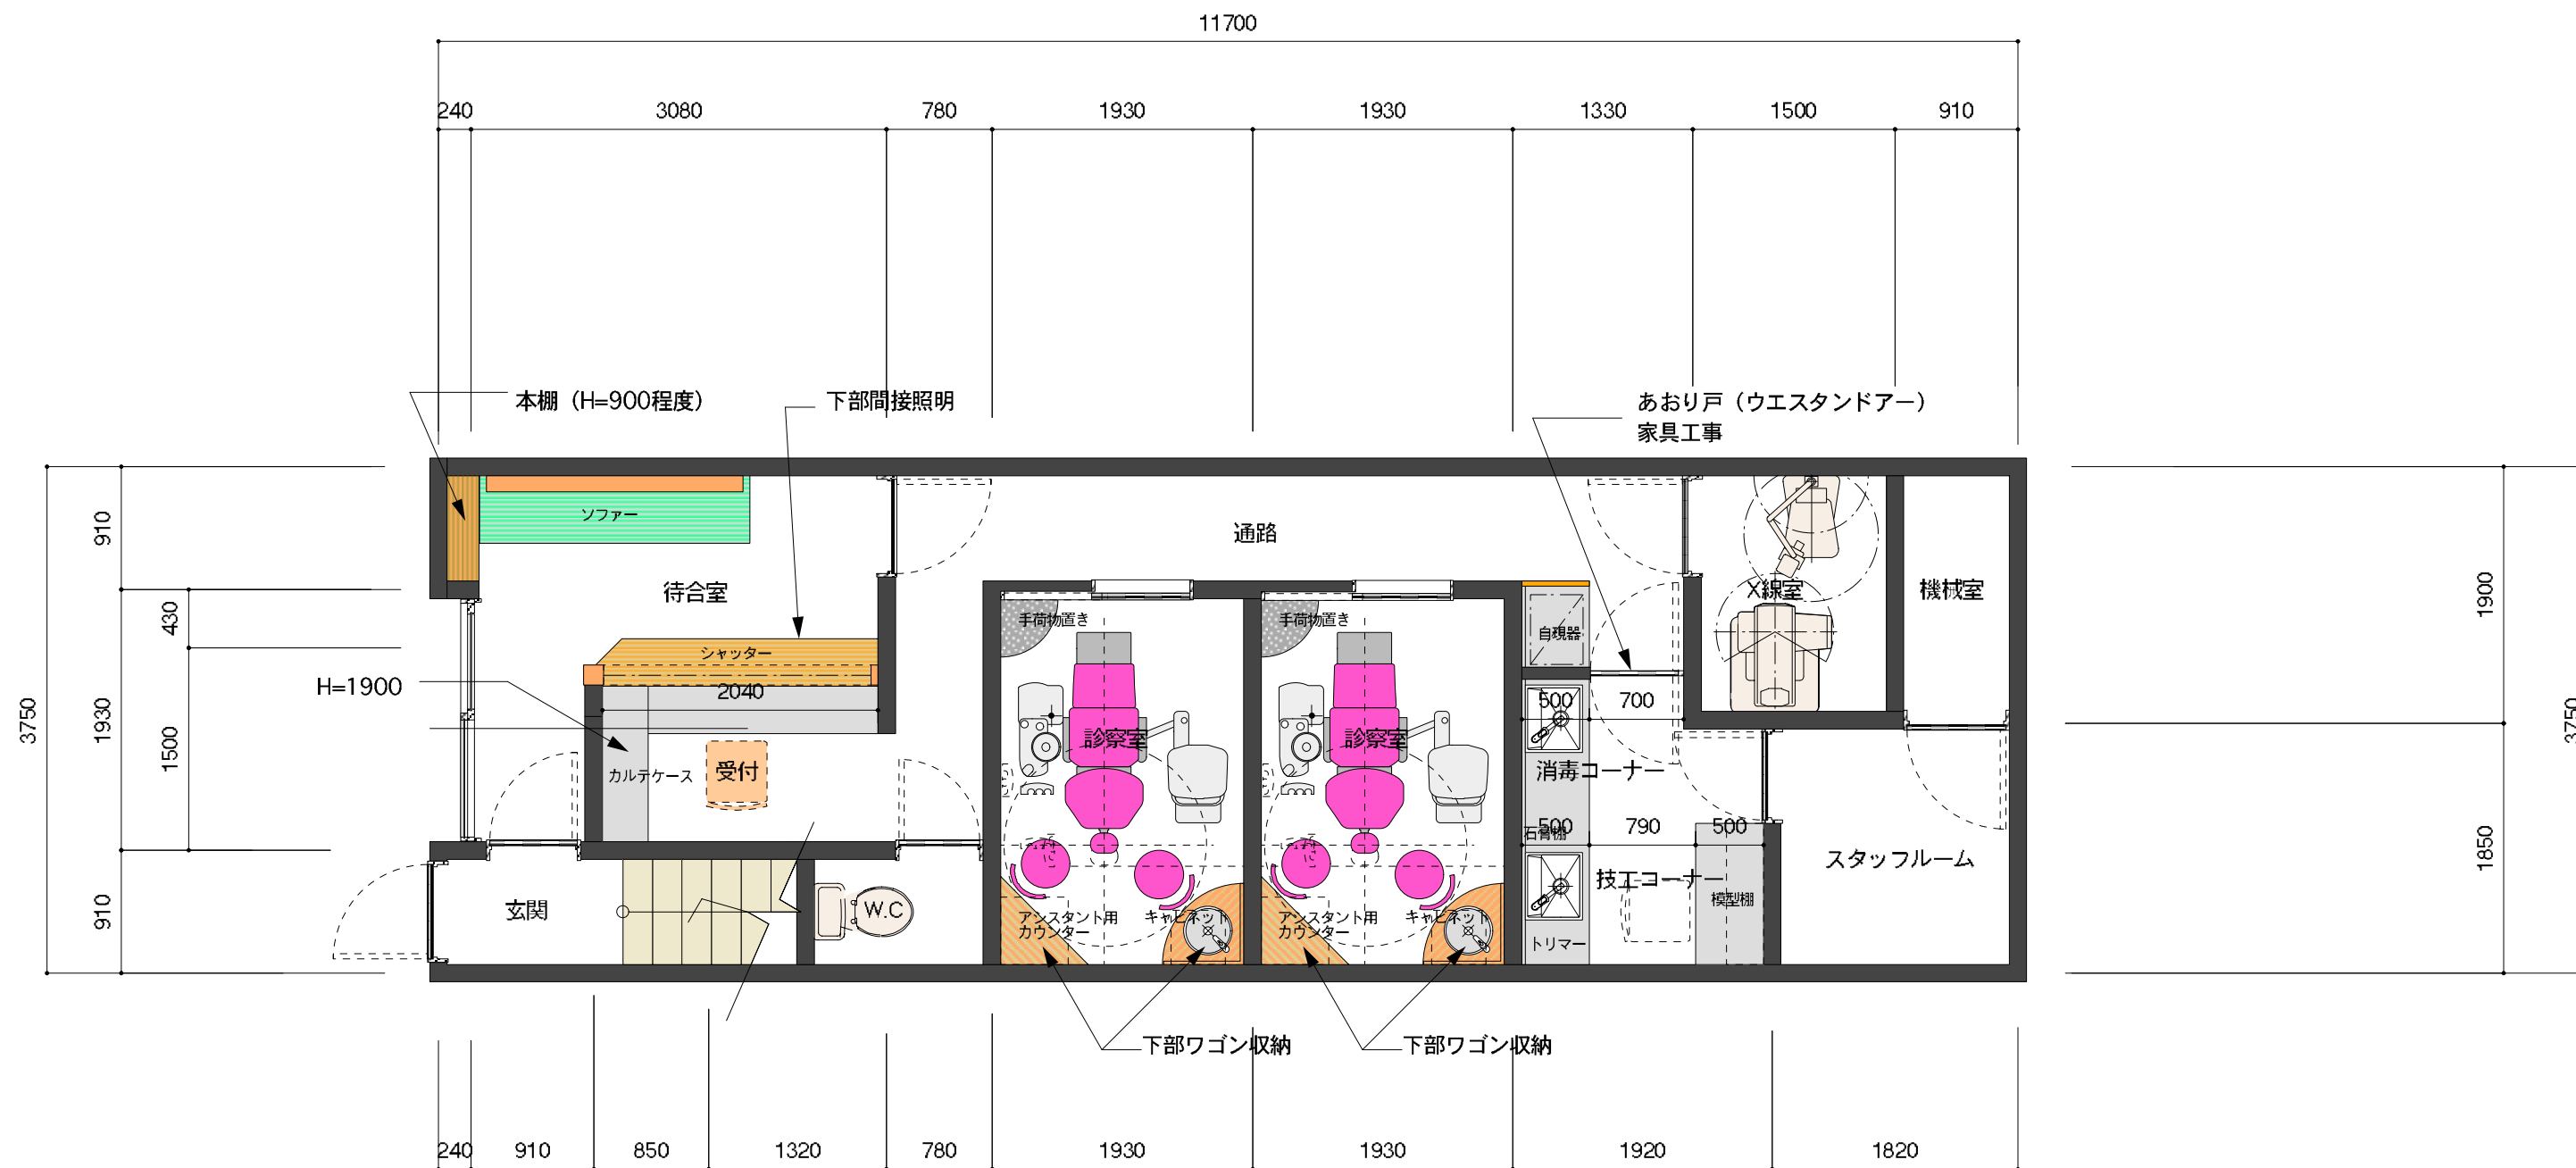 11700
240
3080
780
1930
1930
1330
1500
910
本棚（H=900程度）
下部間接照明
あおり戸（ウエスタンドアー）
家具工事
910
430
1930
1500
3750
910
H=1900
ソファー
待合室
シャッター
2040
カルテケース
受付
玄関
W.C
通路
手荷物置き
診察室
アシスタント用
カウンター
キャビネット
手荷物置き
診察室
アシスタント用
カウンター
キャビネット
自現器
500
700
消毒コーナー
石膏棚
500
790
500
技工コーナー
模型棚
トリマー
X線室
機械室
スタッフルーム
1900
1850
3750
下部ワゴン収納
下部ワゴン収納
240
910
850
1320
780
1930
1930
1920
1820